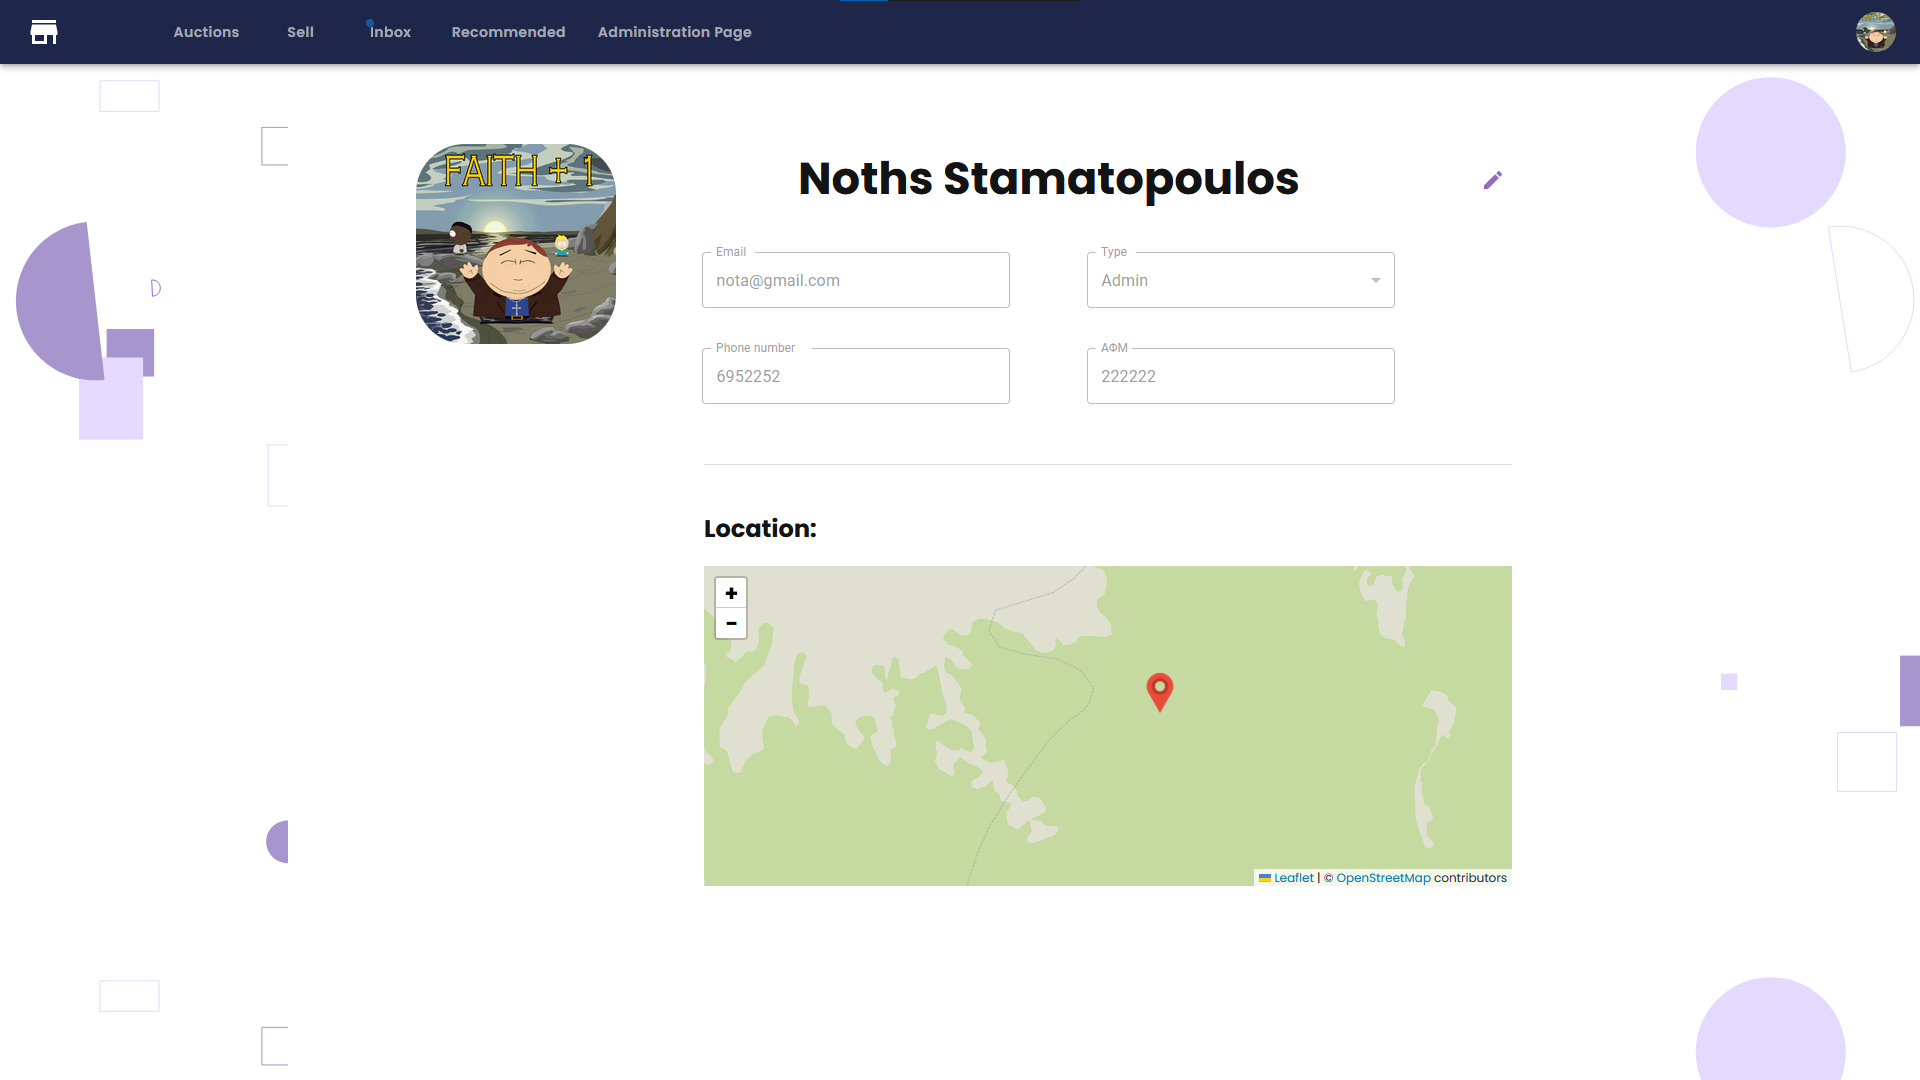 Auctions Sell Inbox Recommended Administration Page
FAITH + 1
Noths Stamatopoulos
Email
nota@gmail.com
Type
Admin
Phone number
6952252
ΑΦΜ
222222
Location:
+
−
Leaflet | © OpenStreetMap contributors